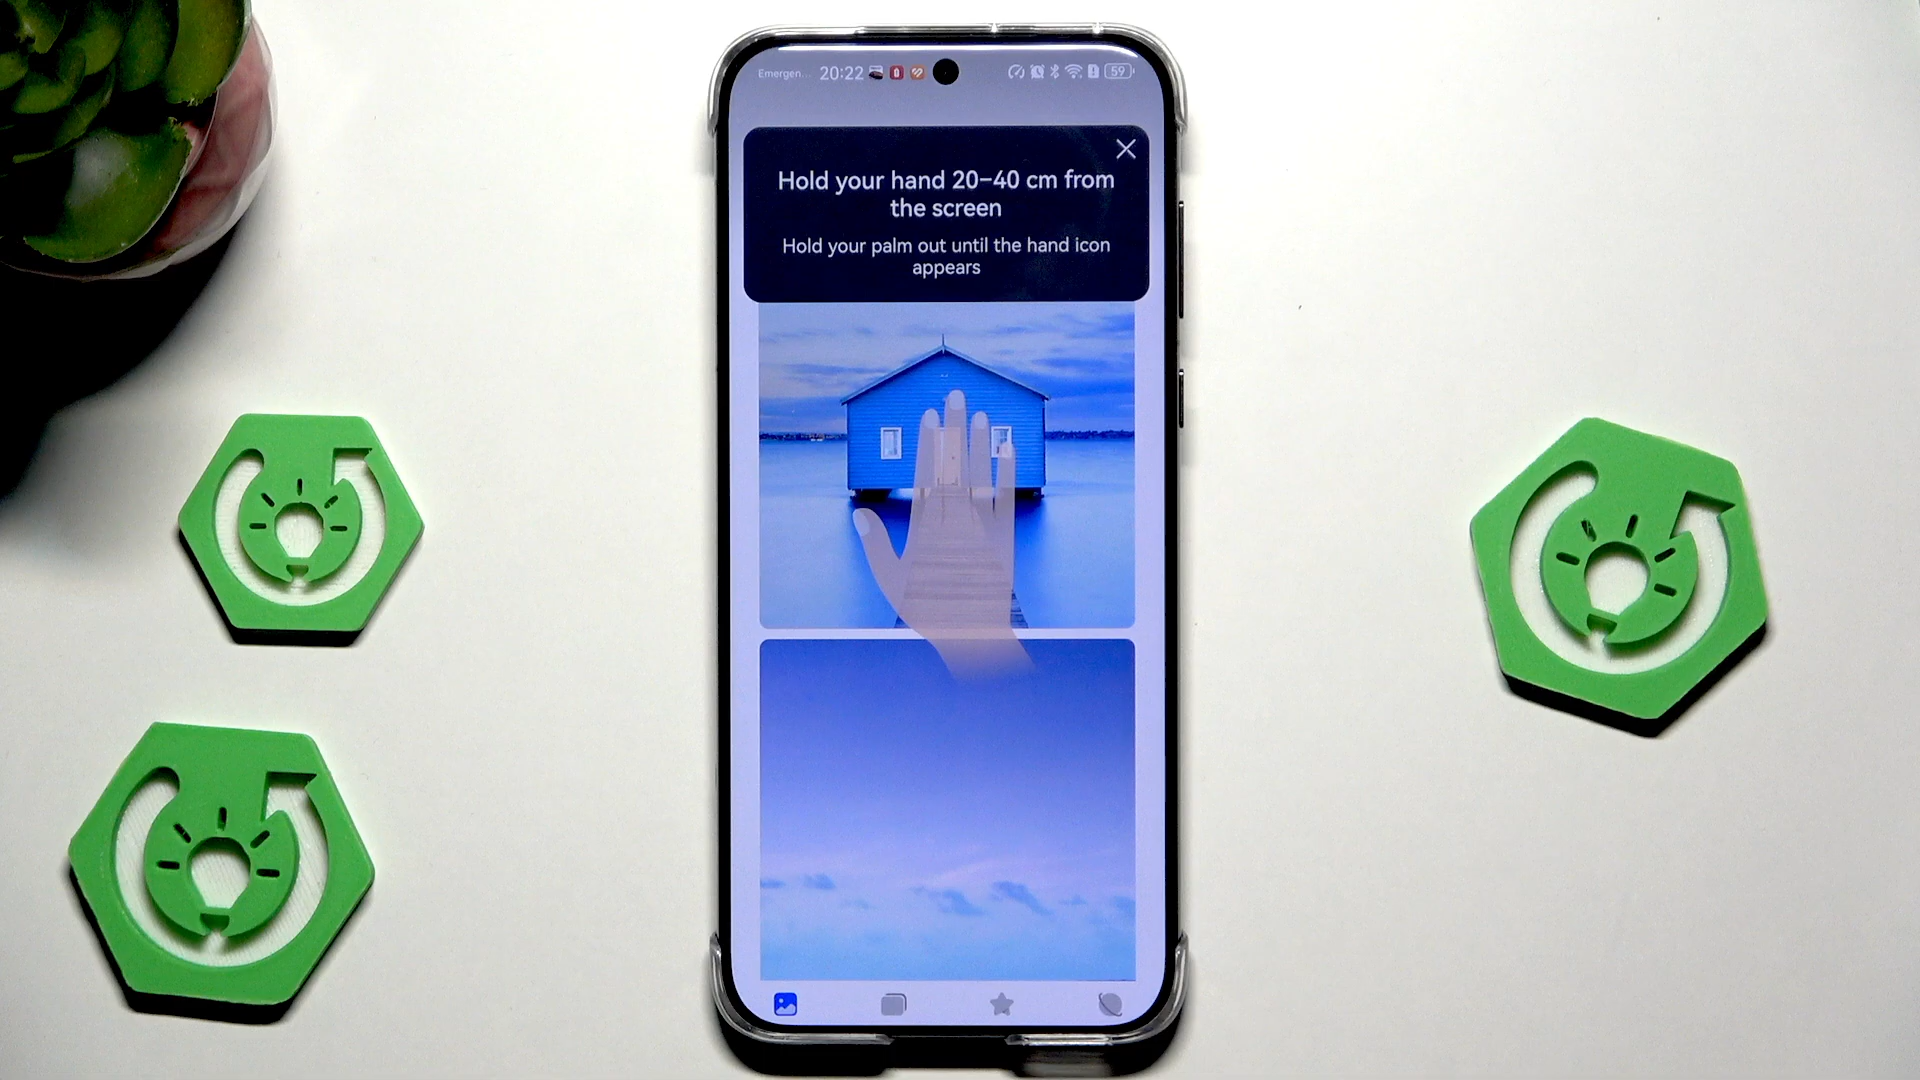 Emergen... 20:22 59
Hold your hand 20–40 cm from
the screen
Hold your palm out until the hand icon
appears